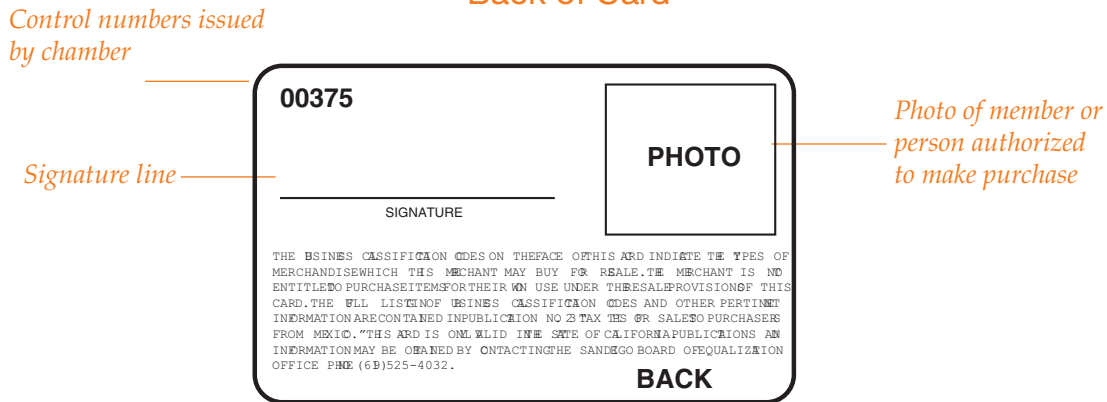 Back of Card
Control numbers issued
by chamber
00375
PHOTO
Photo of member or
person authorized
to make purchase
Signature line
SIGNATURE
THE BUSINESS CLASSIFICATION CODES ON THE FACE OF THIS CARD INDICATE THE TYPES OF
MERCHANDISE WHICH THIS MERCHANT MAY BUY FOR RESALE. THE MERCHANT IS NOT
ENTITLED TO PURCHASE ITEMS FOR THEIR OWN USE UNDER THE RESALE PROVISIONS OF THIS
CARD. THE FULL LISTING OF BUSINESS CLASSIFICATION CODES AND OTHER PERTINENT
INFORMATION ARE CONTAINED IN PUBLICATION NO. 23 "TAX TIPS FOR SALES TO PURCHASERS
FROM MEXICO." THIS CARD IS ONLY VALID IN THE STATE OF CALIFORNIA PUBLICATIONS AND
INFORMATION MAY BE OBTAINED BY CONTACTING THE SAN DIEGO BOARD OF EQUALIZATION
OFFICE PHONE (619)525-4032.
BACK